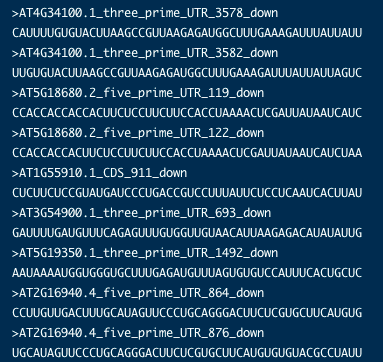 >AT4G34100.1_three_prime_UTR_3578_down
CAUUUUGUGUACUUAAGCCGUUAAGAGAUGGCUUUGAAAGAUUUAUUAUU
>AT4G34100.1_three_prime_UTR_3582_down
UUGUGUACUUAAGCCGUUAAGAGAUGGCUUUGAAAGAUUUAUUAUUAGUC
>AT5G18680.2_five_prime_UTR_119_down
CCACCACCACCACUUCUCCUUCUUCCACCUAAAACUCGAUUAUAAUCAUC
>AT5G18680.2_five_prime_UTR_122_down
CCACCACCACUUCUCCUUCUUCCACCUAAAACUCGAUUAUAAUCAUCUAA
>AT1G55910.1_CDS_911_down
CUCUUCUCCGUAUGAUCCCUGACCGUCCUUUAUUCUCCUCAAUCACUUAU
>AT3G54900.1_three_prime_UTR_693_down
GAUUUUGAUGUUUCAGAGUUUGUGGUUGUAACAUUAAGAGACAUAUAUUG
>AT5G19350.1_three_prime_UTR_1492_down
AAUAAAAUGGUGGGUGCUUUGAGAUGUUUAGUGUGUCCAUUUCACUGCUC
>AT2G16940.4_five_prime_UTR_864_down
CCUUGUUGACUUUGCAUAGUUCCCUGCAGGGACUUCUCGUGCUUCAUGUG
>AT2G16940.4_five_prime_UTR_876_down
UGCAUAGUUCCCUGCAGGGACUUCUCGUGCUUCAUGUGUGUACGCCUAUU